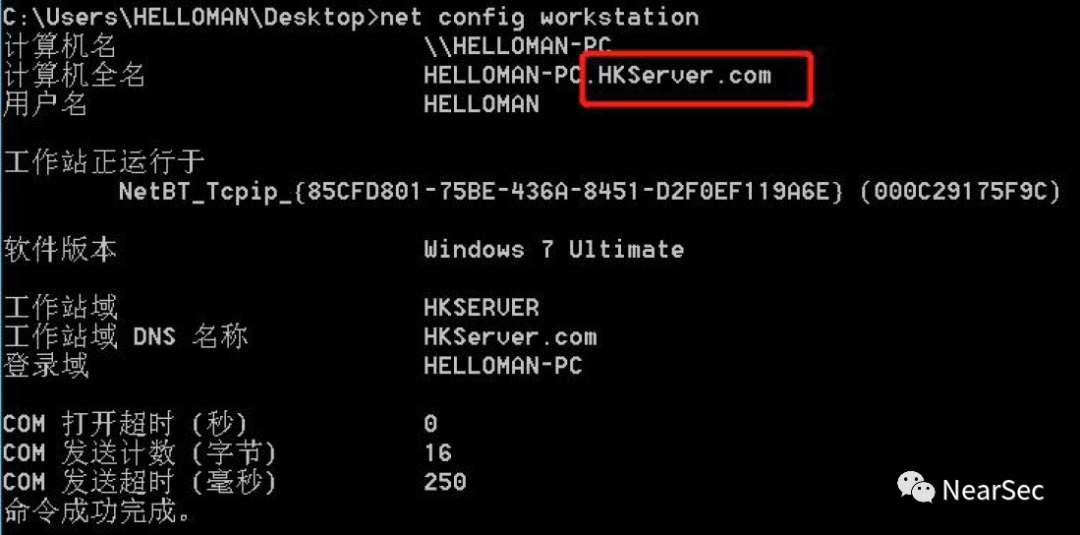 C:\Users\HELLOMAN\Desktop>net config workstation
计算机名 \\HELLOMAN-PC
计算机全名 HELLOMAN-PC.HKServer.com
用户名 HELLOMAN
工作站正运行于
NetBT_Tcpip_{85CFD801-75BE-436A-8451-D2F0EF119A6E} (000C29175F9C)
软件版本 Windows 7 Ultimate
工作站域 HKSERVER
工作站域 DNS 名称 HKServer.com
登录域 HELLOMAN-PC
COM 打开超时 (秒) 0
COM 发送计数 (字节) 16
COM 发送超时 (毫秒) 250
命令成功完成。
NearSec